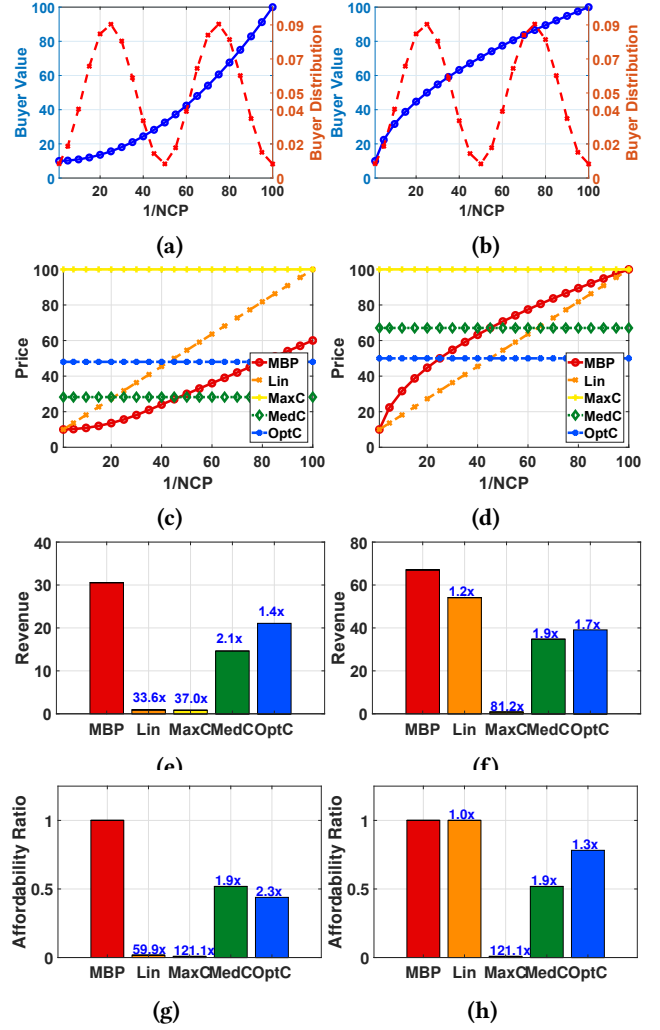 100
80
60
40
20
0
Buyer Value
0.09
0.06
0.04
0.02
0
Buyer Distribution
20 40 60 80 100
1/NCP
(a)
100
80
60
40
20
0
Buyer Value
0.09
0.06
0.04
0.02
0
Buyer Distribution
20 40 60 80 100
1/NCP
(b)
100
80
60
40
20
0
Price
MBP
Lin
MaxC
MedC
OptC
20 40 60 80 100
1/NCP
(c)
100
80
60
40
20
0
Price
MBP
Lin
MaxC
MedC
OptC
20 40 60 80 100
1/NCP
(d)
40
30
20
10
0
Revenue
33.6x 37.0x 2.1x 1.4x
MBP Lin MaxC MedC OptC
(e)
80
60
40
20
0
Revenue
1.2x 81.2x 1.9x 1.7x
MBP Lin MaxC MedC OptC
(f)
1
0.5
0
Affordability Ratio
59.9x 121.1x 1.9x 2.3x
MBP Lin MaxC MedC OptC
(g)
1
0.5
0
Affordability Ratio
1.0x 121.1x 1.9x 1.3x
MBP Lin MaxC MedC OptC
(h)